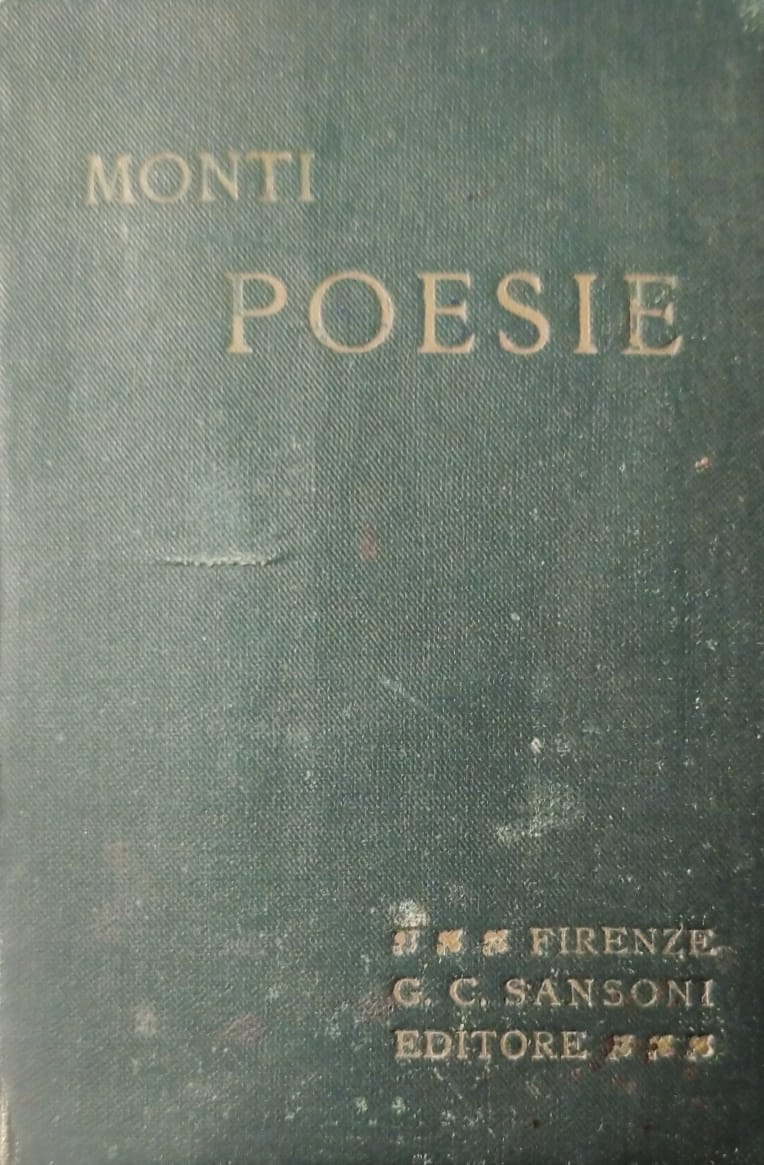 MONTI
POESIE
FIRENZE
G. C. SANSONI
EDITORE